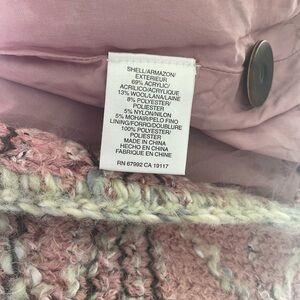 SHELL/ARMAZON/
EXTERIEUR
69% ACRYLIC/
ACRILICO/ACRYLIQUE
13% WOOL/LANA/LAINE
8% POLYESTER/
POLIESTER
5% NYLON/NILON
5% MOHAIR/PELO FINO
LINING/FORRO/DOUBLURE
100% POLYESTER/
POLIESTER
MADE IN CHINA
HECHO EN CHINA
FABRIQUE EN CHINE
RN 67992 CA 19117